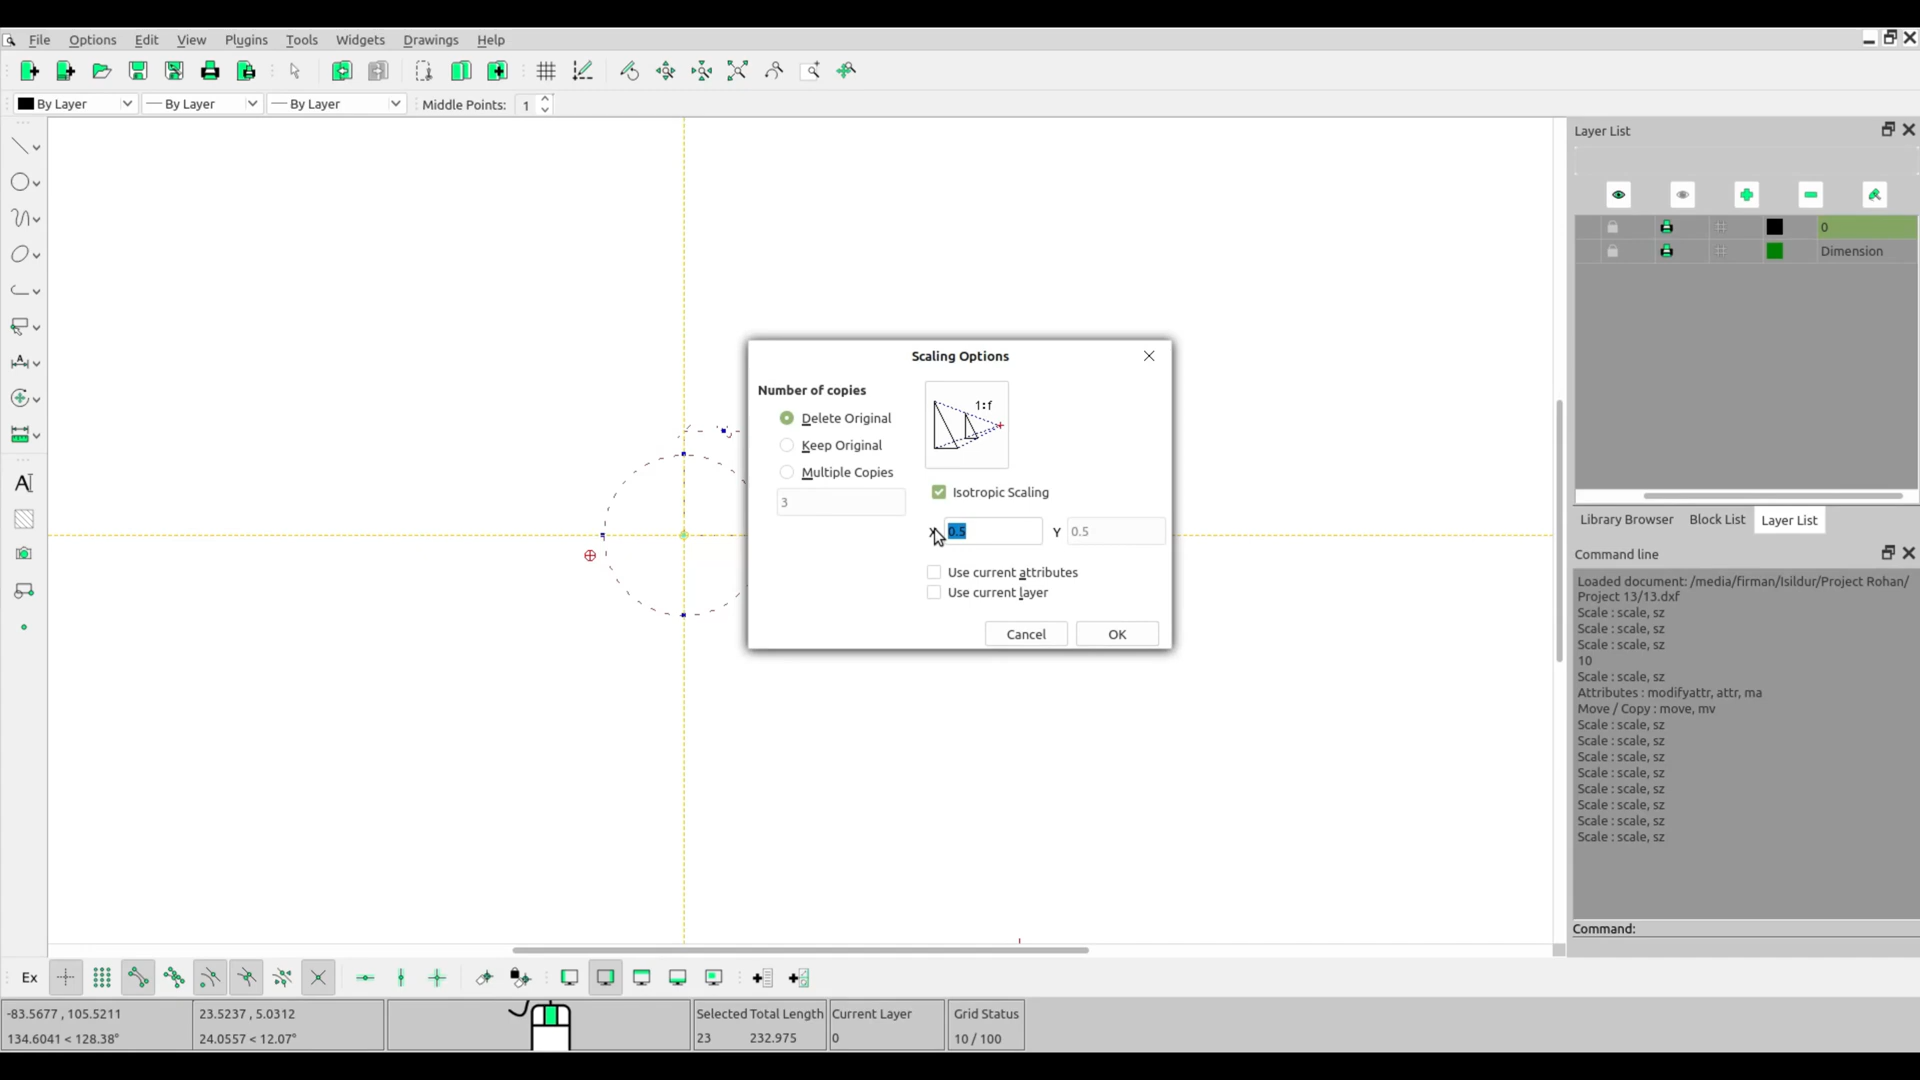 File Options Edit View Plugins Tools Widgets Drawings Help
By Layer By Layer By Layer Middle Points: 1
Layer List
0
Dimension
Scaling Options
Number of copies
1:f
Delete Original
Keep Original
Multiple Copies
3
Isotropic Scaling
X 0.5 Y 0.5
Use current attributes
Use current layer
Cancel OK
Library Browser Block List Layer List
Command line
Loaded document: /media/firman/Isildur/Project Rohan/
Project 13/13.dxf
Scale : scale, sz
Scale : scale, sz
Scale : scale, sz
10
Scale : scale, sz
Attributes : modifyattr, attr, ma
Move / Copy : move, mv
Scale : scale, sz
Scale : scale, sz
Scale : scale, sz
Scale : scale, sz
Scale : scale, sz
Scale : scale, sz
Scale : scale, sz
Scale : scale, sz
Command:
Ex
-83.5677 , 105.5211 23.5237 , 5.0312 Selected Total Length Current Layer Grid Status
134.6041 < 128.38° 24.0557 < 12.07° 23 232.975 0 10 / 100